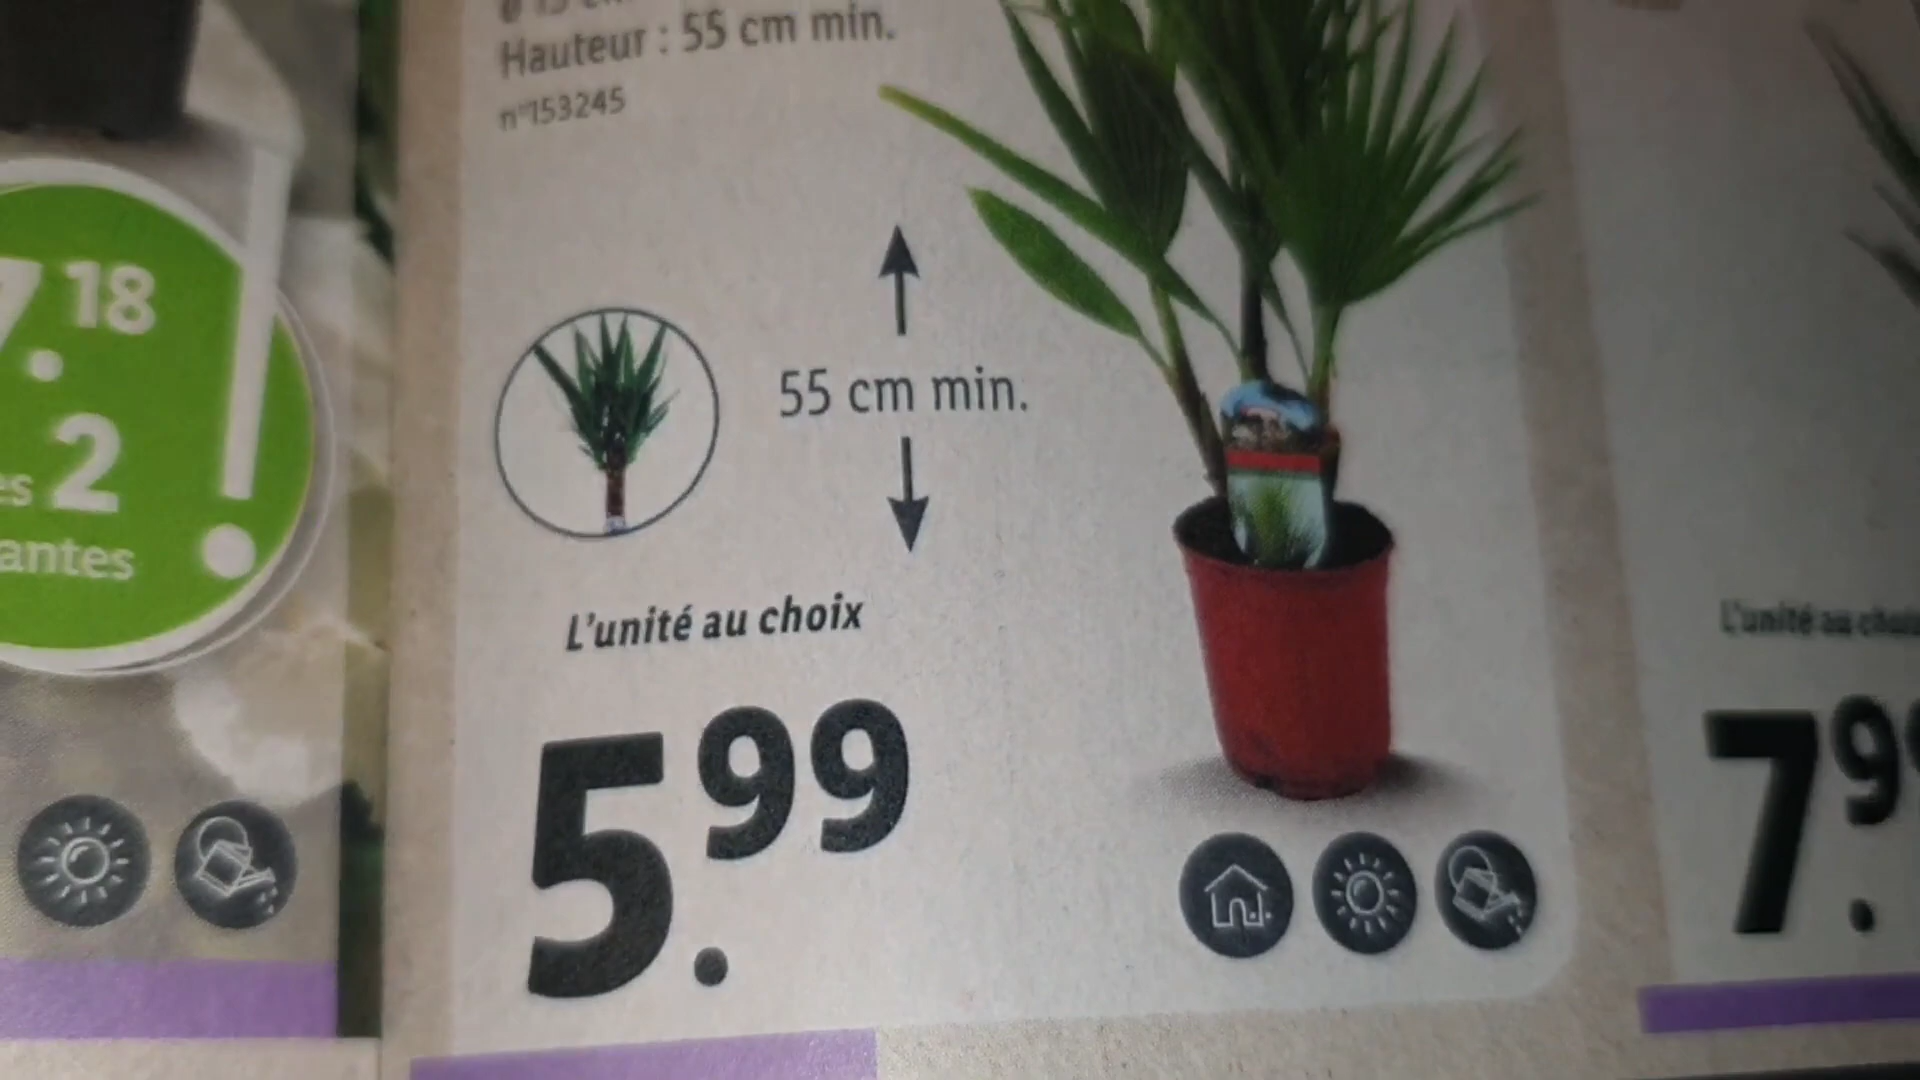 Hauteur : 55 cm min.
n°153245
18
2
antes
!
55 cm min.
L'unité au choix
5.99
L'unité au choix
7.9